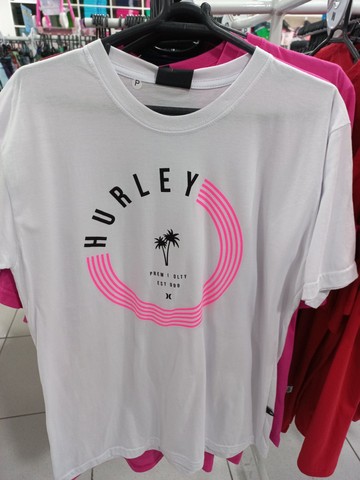 P
HURLEY
PREM | QLTY
EST 999